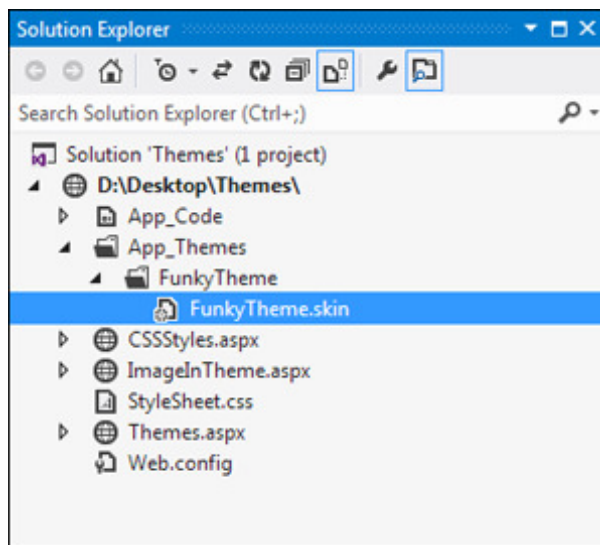 Solution Explorer
Search Solution Explorer (Ctrl+;)
Solution 'Themes' (1 project)
D:\Desktop\Themes\
App_Code
App_Themes
FunkyTheme
FunkyTheme.skin
CSSStyles.aspx
ImageInTheme.aspx
StyleSheet.css
Themes.aspx
Web.config